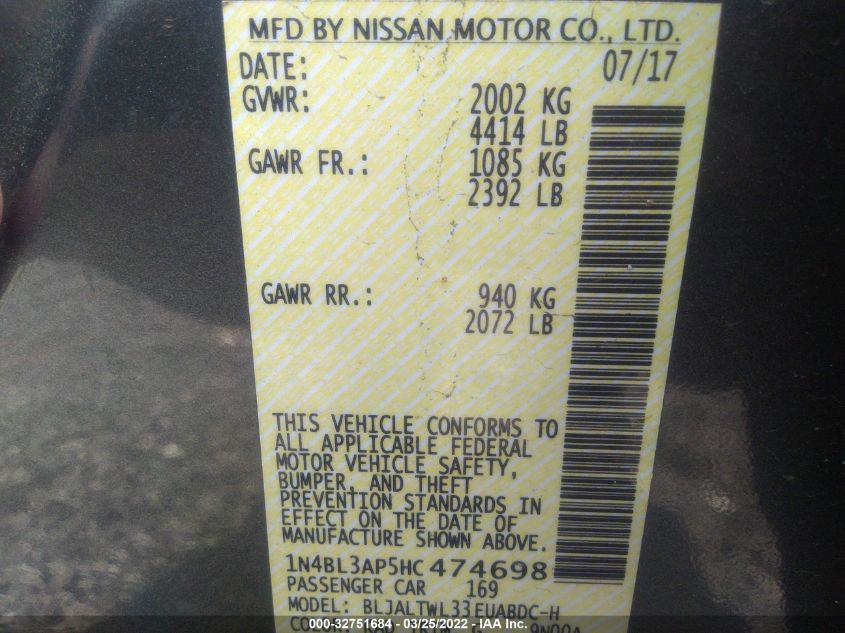 MFD BY NISSAN MOTOR CO., LTD.
DATE: 07/17
GVWR: 2002 KG
4414 LB
GAWR FR.: 1085 KG
2392 LB
GAWR RR.: 940 KG
2072 LB
THIS VEHICLE CONFORMS TO
ALL APPLICABLE FEDERAL
MOTOR VEHICLE SAFETY,
BUMPER, AND THEFT
PREVENTION STANDARDS IN
EFFECT ON THE DATE OF
MANUFACTURE SHOWN ABOVE.
1N4BL3AP5HC474698
PASSENGER CAR 169
MODEL: BLJALTWL33EUABDC-H
COLOR: KAD TRIM G
000-32751684 - 03/25/2022 - IAA Inc.